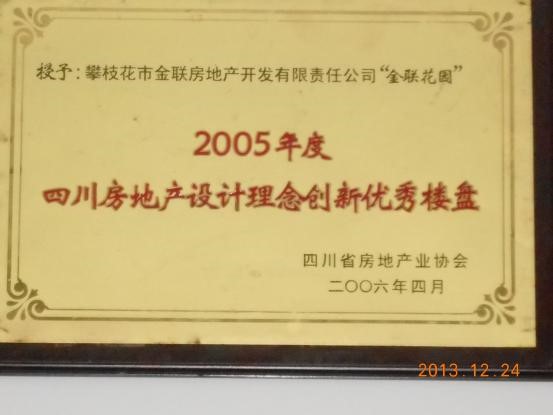 授予：攀枝花市金联房地产开发有限责任公司“金联花园”
2005年度
四川房地产设计理念创新优秀楼盘
四川省房地产业协会
二〇〇六年四月
2013.12.24